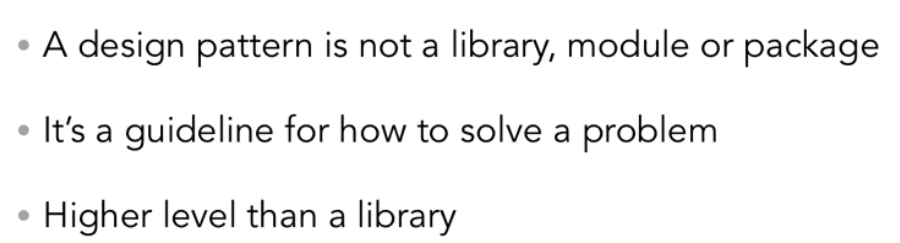 • A design pattern is not a library, module or package
• It’s a guideline for how to solve a problem
• Higher level than a library